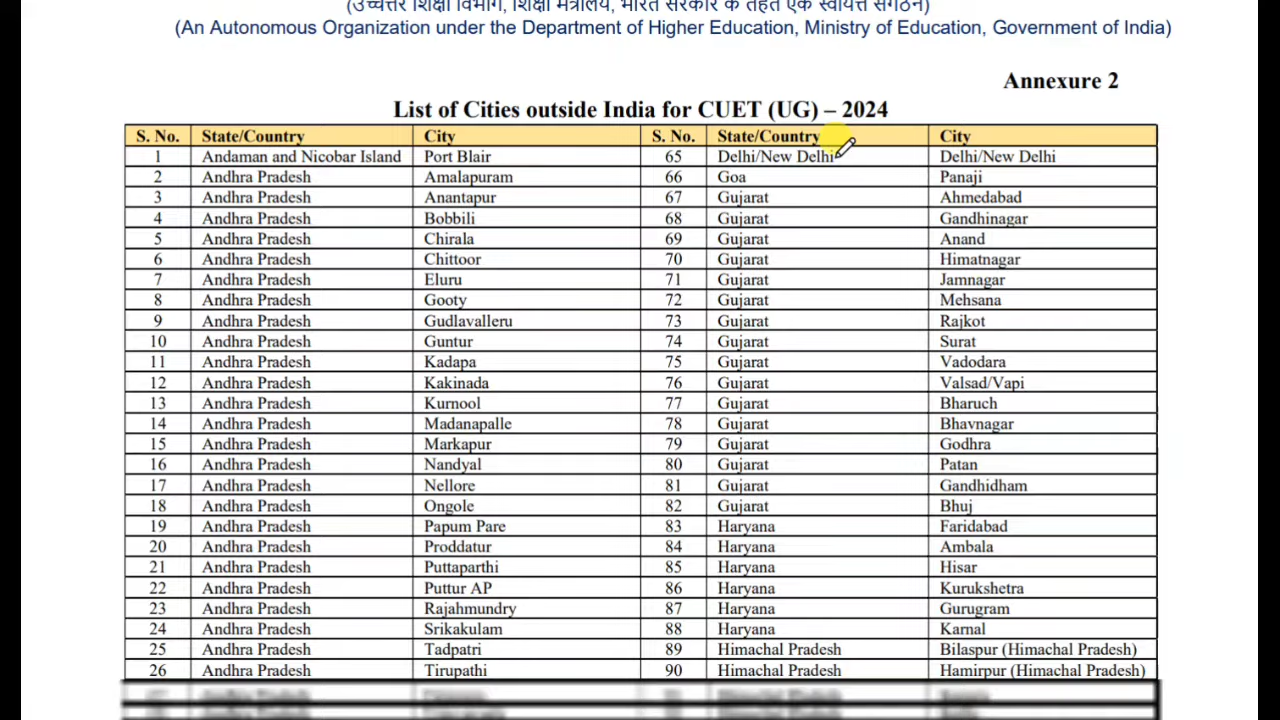 (उच्चतर शिक्षा विभाग, शिक्षा मंत्रालय, भारत सरकार के तहत एक स्वायत्त संगठन)
(An Autonomous Organization under the Department of Higher Education, Ministry of Education, Government of India)
Annexure 2
List of Cities outside India for CUET (UG) – 2024
S. No. State/Country City S. No. State/Country City
1 Andaman and Nicobar Island Port Blair 65 Delhi/New Delhi Delhi/New Delhi
2 Andhra Pradesh Amalapuram 66 Goa Panaji
3 Andhra Pradesh Anantapur 67 Gujarat Ahmedabad
4 Andhra Pradesh Bobbili 68 Gujarat Gandhinagar
5 Andhra Pradesh Chirala 69 Gujarat Anand
6 Andhra Pradesh Chittoor 70 Gujarat Himatnagar
7 Andhra Pradesh Eluru 71 Gujarat Jamnagar
8 Andhra Pradesh Gooty 72 Gujarat Mehsana
9 Andhra Pradesh Gudlavalleru 73 Gujarat Rajkot
10 Andhra Pradesh Guntur 74 Gujarat Surat
11 Andhra Pradesh Kadapa 75 Gujarat Vadodara
12 Andhra Pradesh Kakinada 76 Gujarat Valsad/Vapi
13 Andhra Pradesh Kurnool 77 Gujarat Bharuch
14 Andhra Pradesh Madanapalle 78 Gujarat Bhavnagar
15 Andhra Pradesh Markapur 79 Gujarat Godhra
16 Andhra Pradesh Nandyal 80 Gujarat Patan
17 Andhra Pradesh Nellore 81 Gujarat Gandhidham
18 Andhra Pradesh Ongole 82 Gujarat Bhuj
19 Andhra Pradesh Papum Pare 83 Haryana Faridabad
20 Andhra Pradesh Proddatur 84 Haryana Ambala
21 Andhra Pradesh Puttaparthi 85 Haryana Hisar
22 Andhra Pradesh Puttur AP 86 Haryana Kurukshetra
23 Andhra Pradesh Rajahmundry 87 Haryana Gurugram
24 Andhra Pradesh Srikakulam 88 Haryana Karnal
25 Andhra Pradesh Tadpatri 89 Himachal Pradesh Bilaspur (Himachal Pradesh)
26 Andhra Pradesh Tirupathi 90 Himachal Pradesh Hamirpur (Himachal Pradesh)